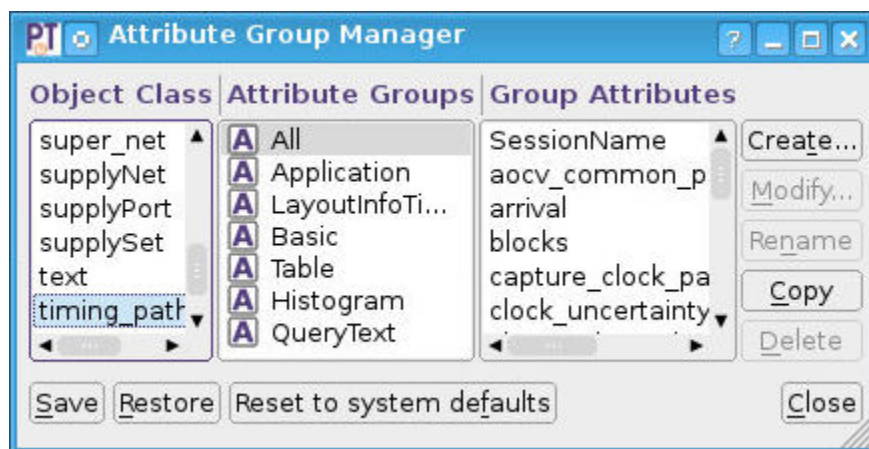 PT Attribute Group Manager ?
Object Class Attribute Groups Group Attributes
super_net
supplyNet
supplyPort
supplySet
text
timing_path
A All
A Application
A LayoutInfoTi...
A Basic
A Table
A Histogram
A QueryText
SessionName
aocv_common_p
arrival
blocks
capture_clock_pa
clock_uncertainty
Create...
Modify...
Rename
Copy
Delete
Save Restore Reset to system defaults Close